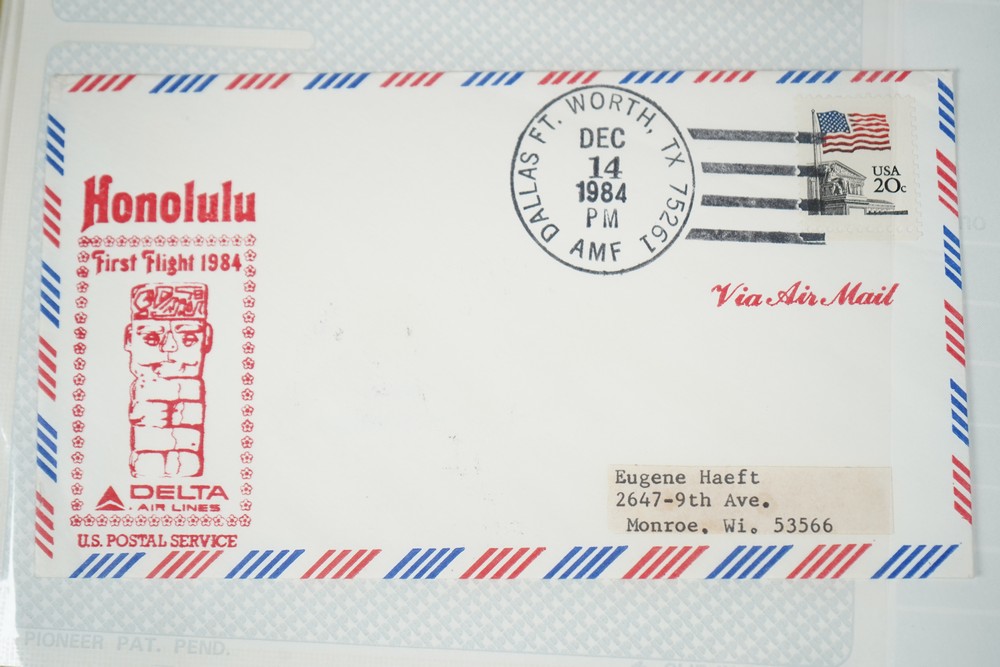 Honolulu
First Flight 1984
DELTA
AIR LINES
U.S. POSTAL SERVICE
DALLAS FT. WORTH, TX 75261
DEC
14
1984
PM
AMF
USA
20c
Via Air Mail
Eugene Haeft
2647-9th Ave.
Monroe. Wi. 53566
PIONEER PAT. PEND.